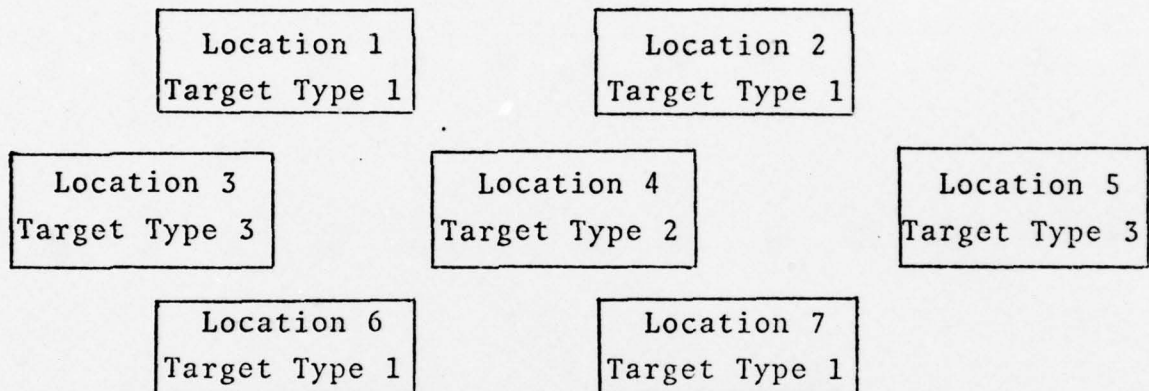 Location 1
Target Type 1
Location 2
Target Type 1
Location 3
Target Type 3
Location 4
Target Type 2
Location 5
Target Type 3
Location 6
Target Type 1
Location 7
Target Type 1